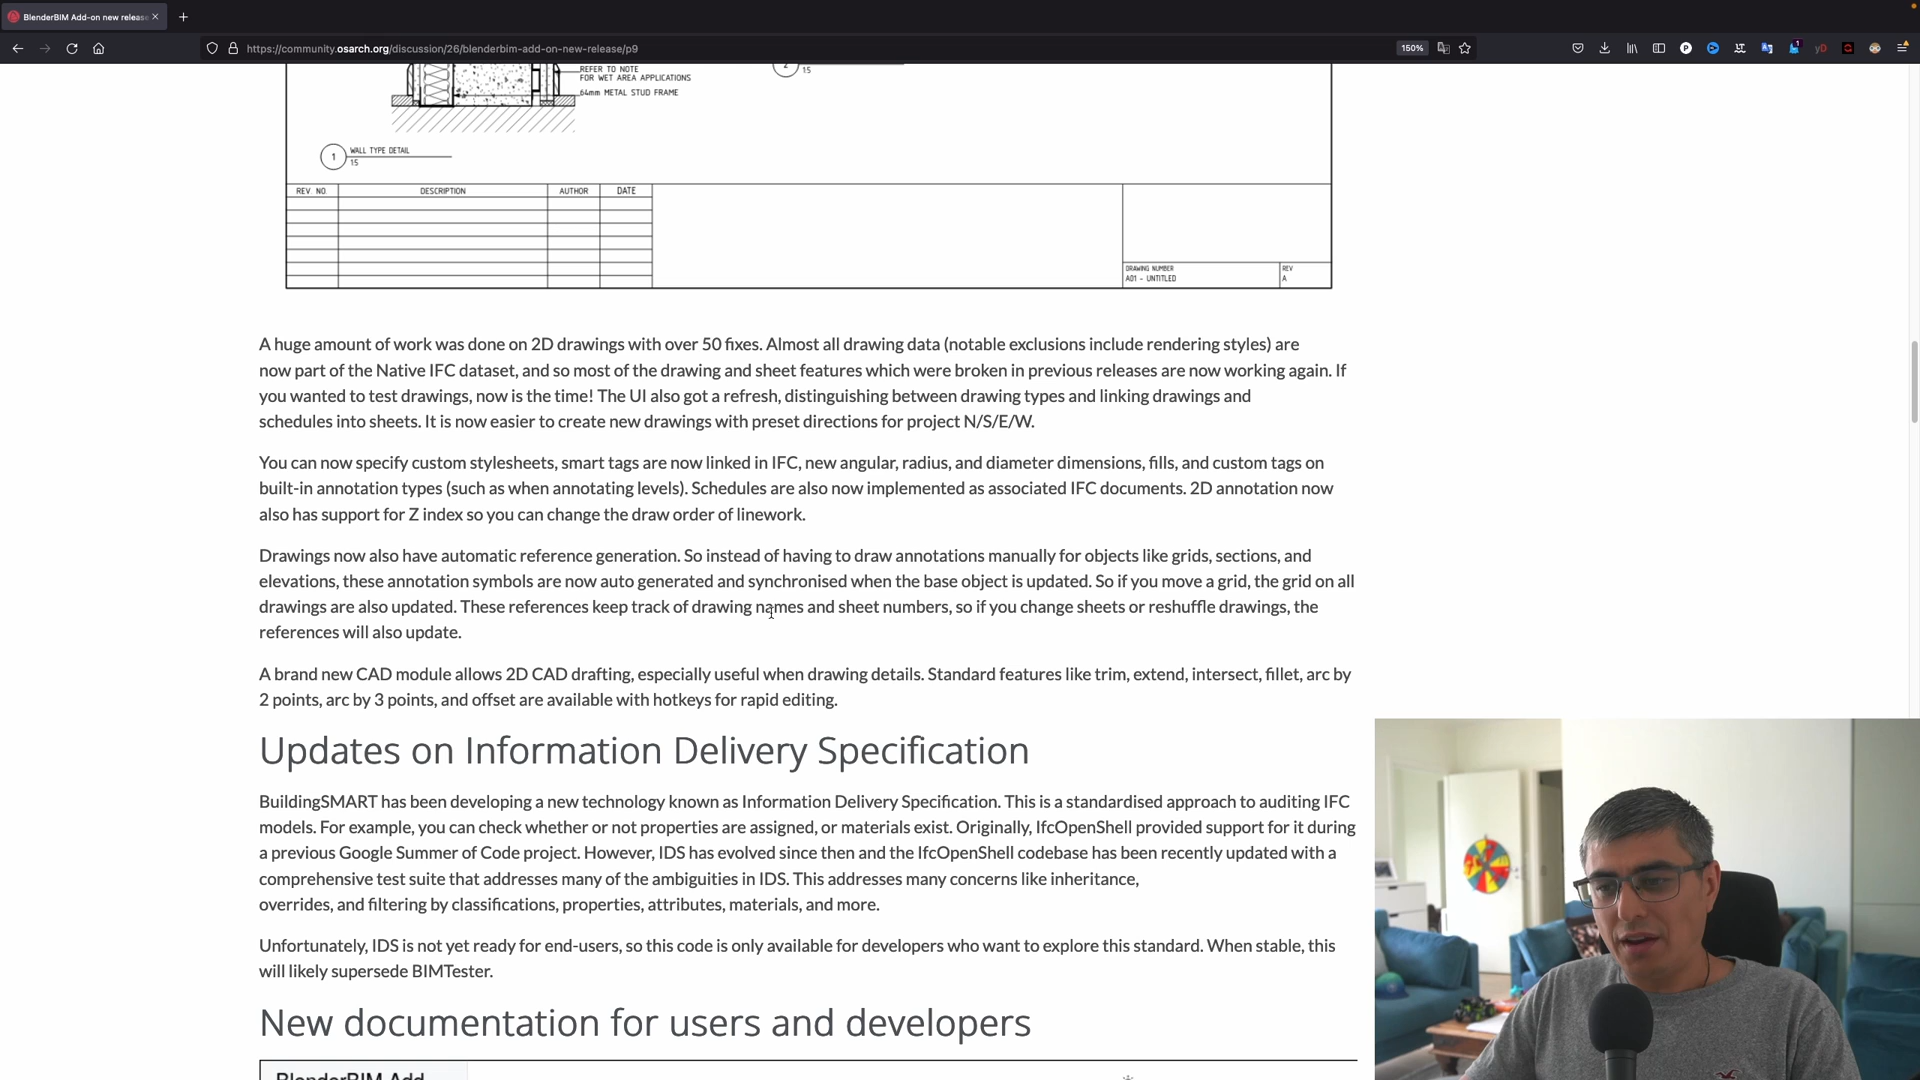 BlenderBIM Add-on new release
https://community.osarch.org/discussion/26/blenderbim-add-on-new-release/p9
150%
REFER TO NOTE
FOR WET AREA APPLICATIONS
64mm METAL STUD FRAME
2
15
1
WALL TYPE DETAIL
15
REV. NO. DESCRIPTION AUTHOR DATE
DRAWING NUMBER
A01 - UNTITLED
REV
A
A huge amount of work was done on 2D drawings with over 50 fixes. Almost all drawing data (notable exclusions include rendering styles) are
now part of the Native IFC dataset, and so most of the drawing and sheet features which were broken in previous releases are now working again. If
you wanted to test drawings, now is the time! The UI also got a refresh, distinguishing between drawing types and linking drawings and
schedules into sheets. It is now easier to create new drawings with preset directions for project N/S/E/W.
You can now specify custom stylesheets, smart tags are now linked in IFC, new angular, radius, and diameter dimensions, fills, and custom tags on
built-in annotation types (such as when annotating levels). Schedules are also now implemented as associated IFC documents. 2D annotation now
also has support for Z index so you can change the draw order of linework.
Drawings now also have automatic reference generation. So instead of having to draw annotations manually for objects like grids, sections, and
elevations, these annotation symbols are now auto generated and synchronised when the base object is updated. So if you move a grid, the grid on all
drawings are also updated. These references keep track of drawing names and sheet numbers, so if you change sheets or reshuffle drawings, the
references will also update.
A brand new CAD module allows 2D CAD drafting, especially useful when drawing details. Standard features like trim, extend, intersect, fillet, arc by
2 points, arc by 3 points, and offset are available with hotkeys for rapid editing.
Updates on Information Delivery Specification
BuildingSMART has been developing a new technology known as Information Delivery Specification. This is a standardised approach to auditing IFC
models. For example, you can check whether or not properties are assigned, or materials exist. Originally, IfcOpenShell provided support for it during
a previous Google Summer of Code project. However, IDS has evolved since then and the IfcOpenShell codebase has been recently updated with a
comprehensive test suite that addresses many of the ambiguities in IDS. This addresses many concerns like inheritance,
overrides, and filtering by classifications, properties, attributes, materials, and more.
Unfortunately, IDS is not yet ready for end-users, so this code is only available for developers who want to explore this standard. When stable, this
will likely supersede BIMTester.
New documentation for users and developers
BlenderBIM Add-